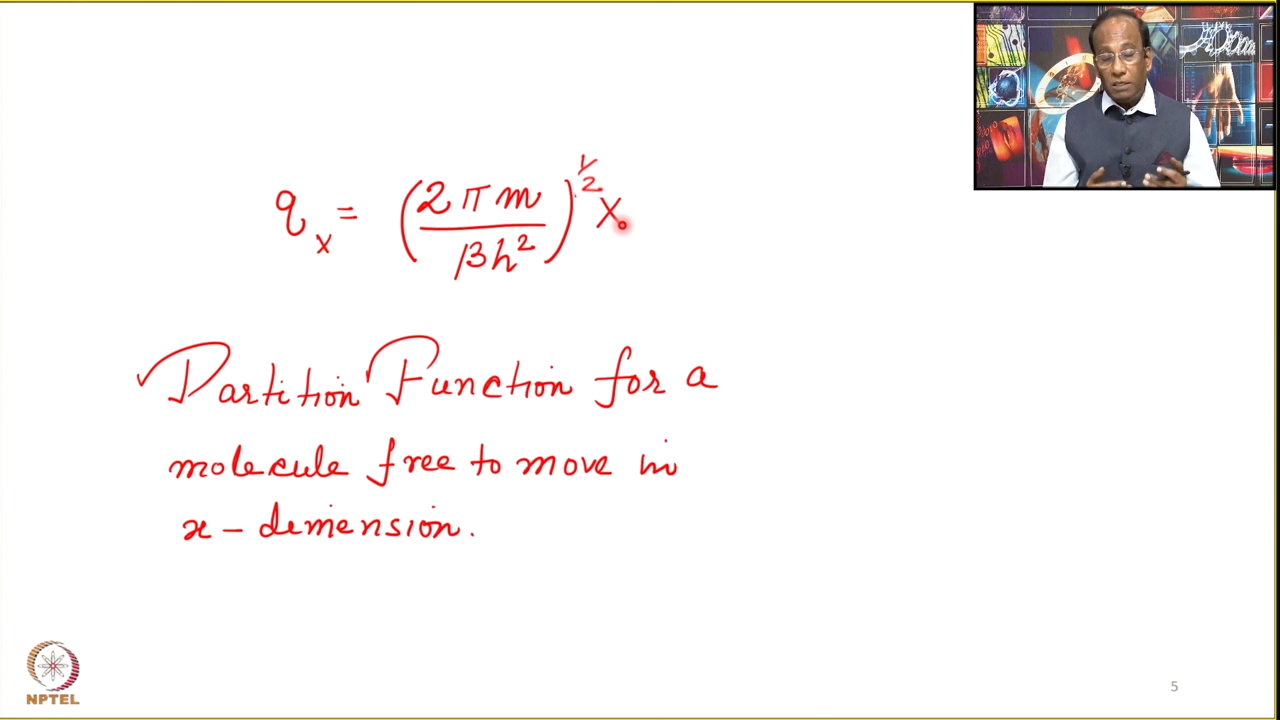 q_x = (2πm / βh²)^1/2 X
Partition Function for a
molecule free to move in
x - dimension.
NPTEL
5